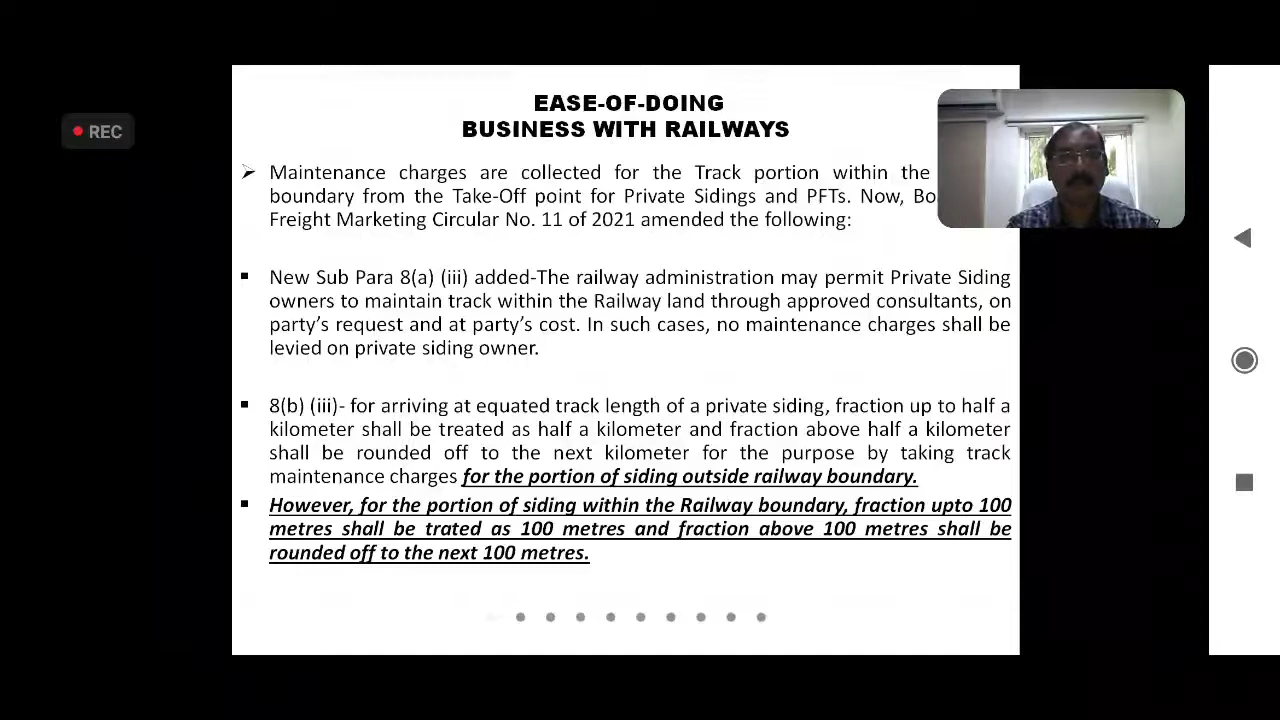 REC
EASE-OF-DOING
BUSINESS WITH RAILWAYS
➢ Maintenance charges are collected for the Track portion within the
boundary from the Take-Off point for Private Sidings and PFTs. Now,
Freight Marketing Circular No. 11 of 2021 amended the following:
▪ New Sub Para 8(a) (iii) added-The railway administration may permit Private Siding
owners to maintain track within the Railway land through approved consultants, on
party's request and at party's cost. In such cases, no maintenance charges shall be
levied on private siding owner.
▪ 8(b) (iii)- for arriving at equated track length of a private siding, fraction up to half a
kilometer shall be treated as half a kilometer and fraction above half a kilometer
shall be rounded off to the next kilometer for the purpose by taking track
maintenance charges for the portion of siding outside railway boundary.
▪ However, for the portion of siding within the Railway boundary, fraction upto 100
metres shall be trated as 100 metres and fraction above 100 metres shall be
rounded off to the next 100 metres.